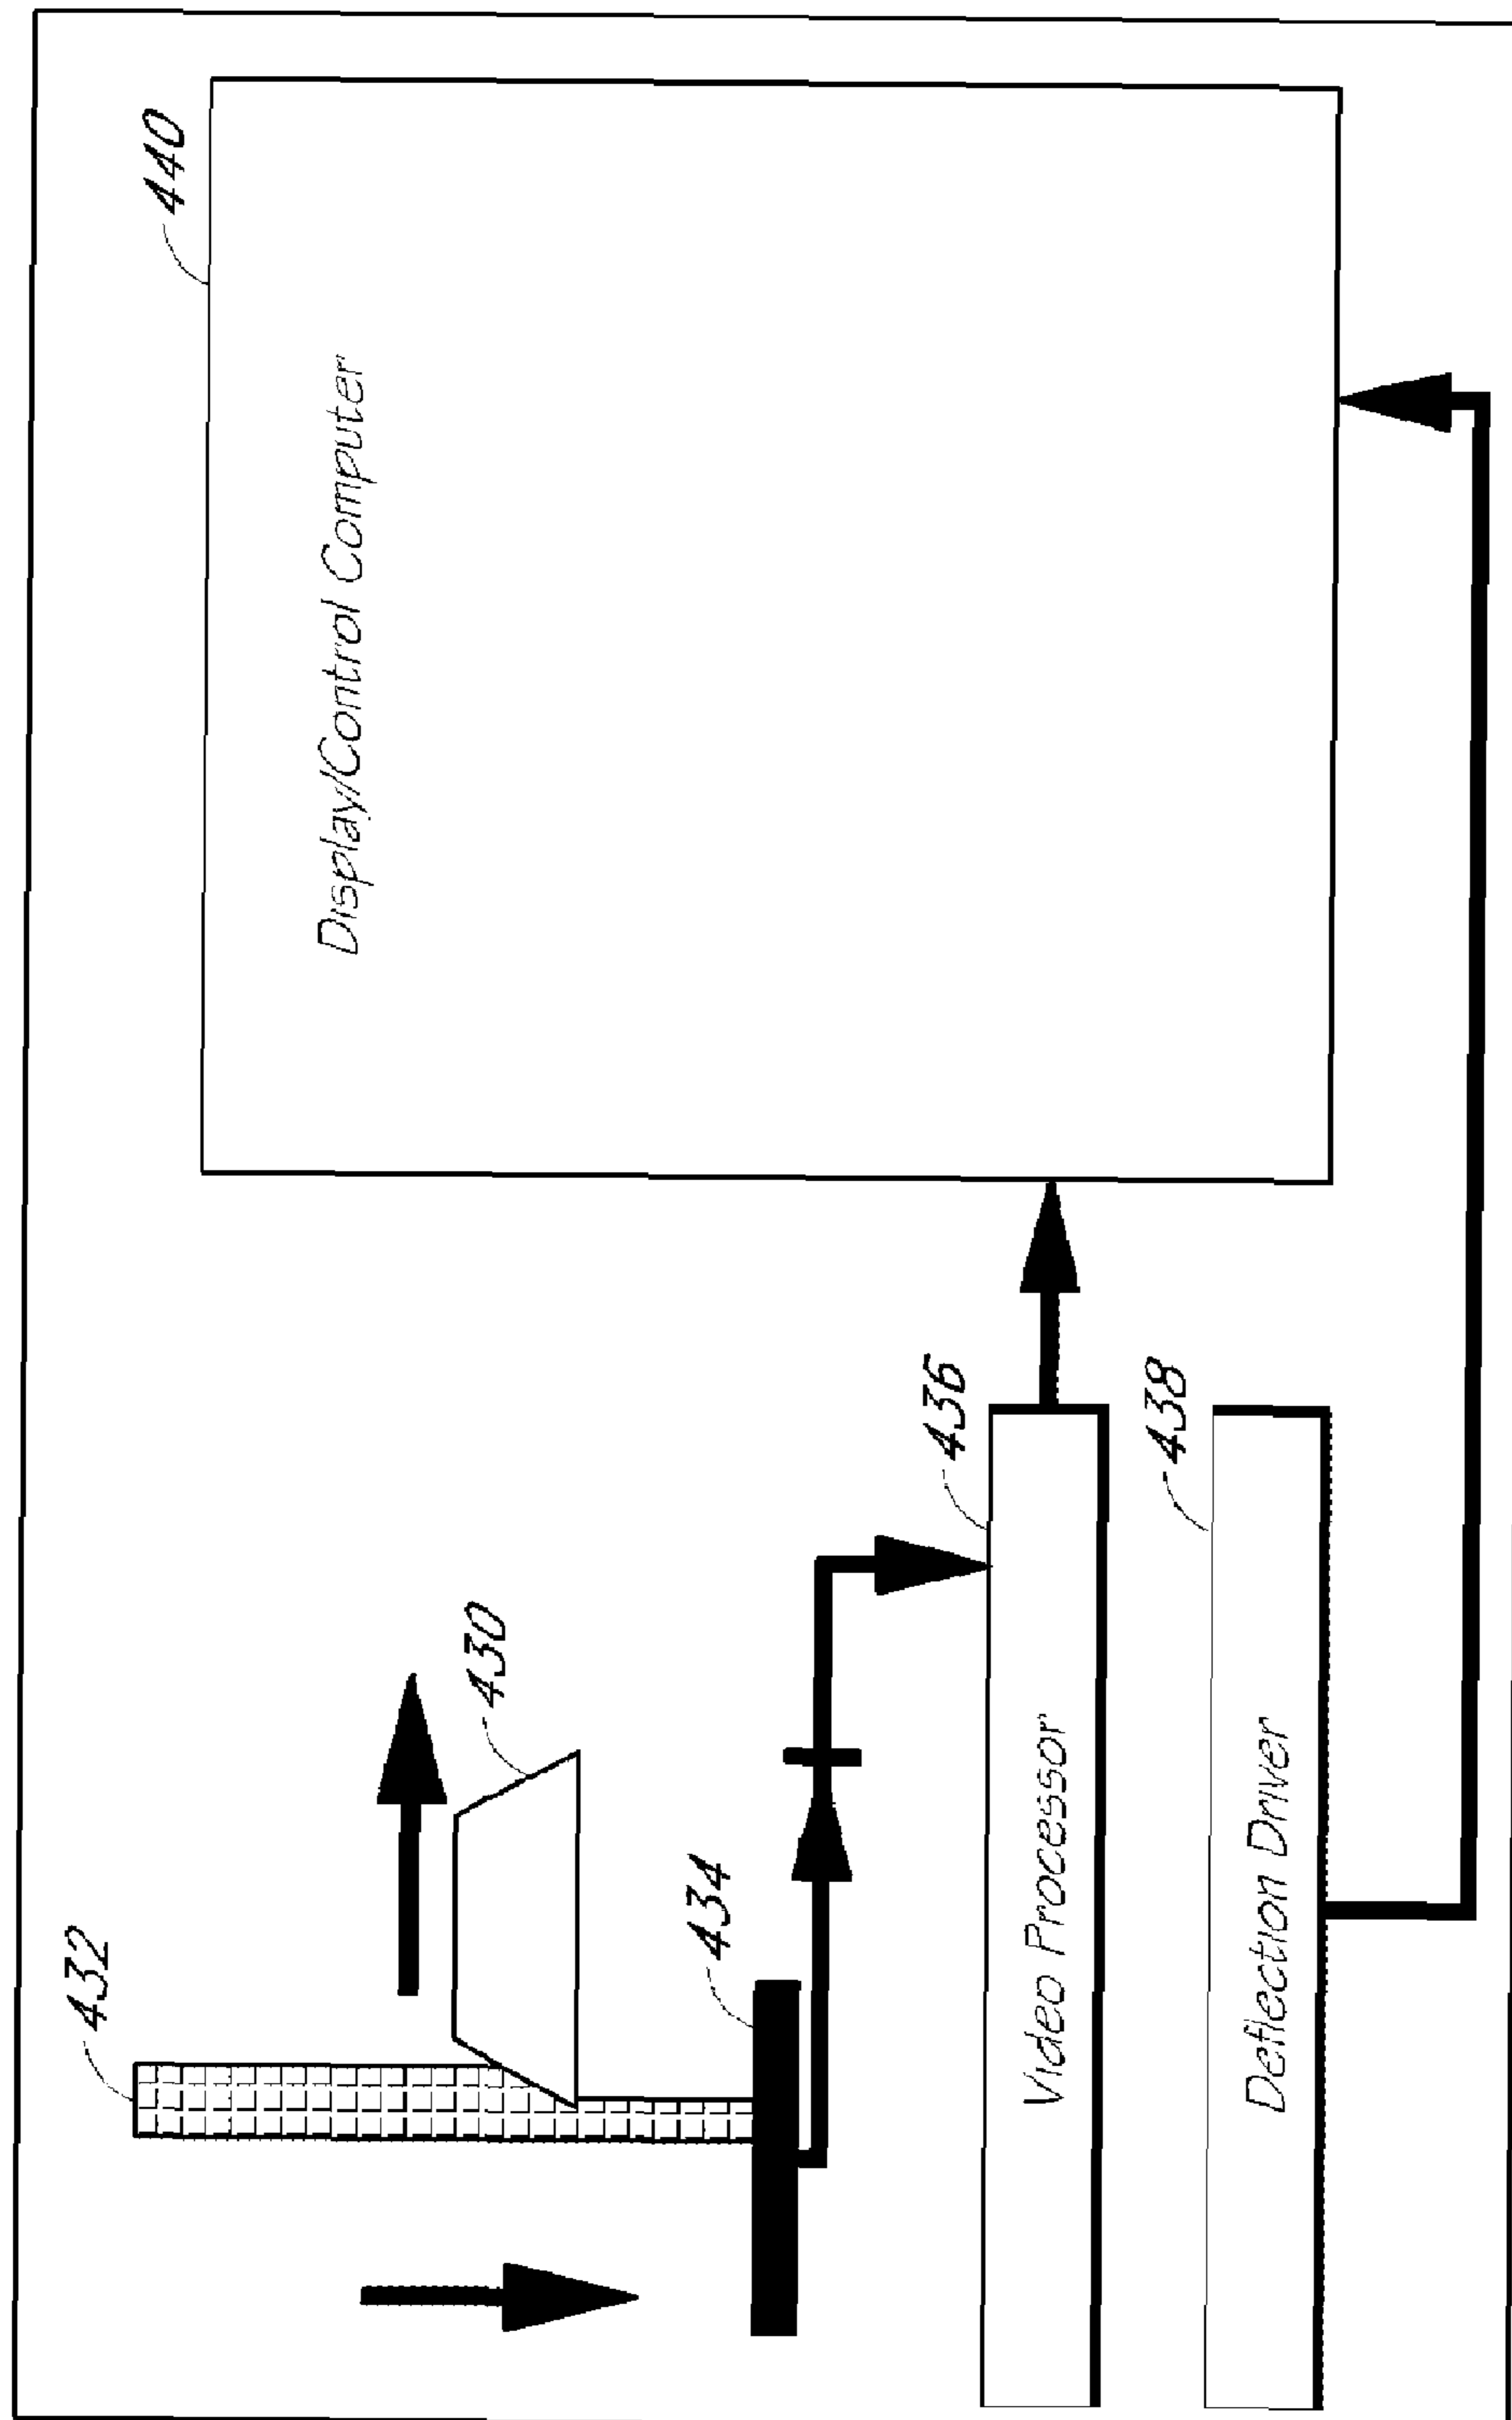 440
Display/Control Computer
432
430
434
436
Video Processor
438
Deflection Driver